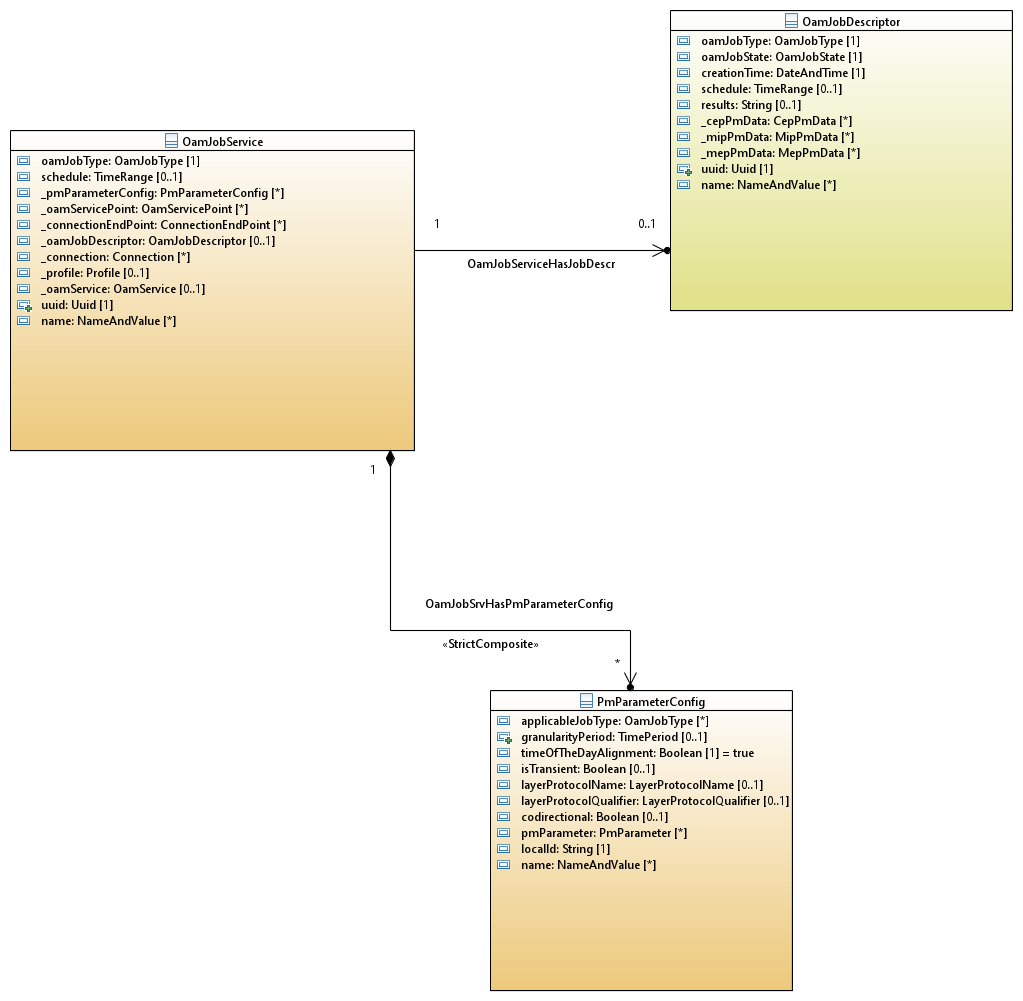 OamJobDescriptor
oamJobType: OamJobType [1]
oamJobState: OamJobState [1]
creationTime: DateAndTime [1]
schedule: TimeRange [0..1]
results: String [0..1]
_cepPmData: CepPmData [*]
_mipPmData: MipPmData [*]
_mepPmData: MepPmData [*]
uuid: Uuid [1]
name: NameAndValue [*]
OamJobService
oamJobType: OamJobType [1]
schedule: TimeRange [0..1]
_pmParameterConfig: PmParameterConfig [*]
_oamServicePoint: OamServicePoint [*]
_connectionEndPoint: ConnectionEndPoint [*]
_oamJobDescriptor: OamJobDescriptor [0..1]
_connection: Connection [*]
_profile: Profile [0..1]
_oamService: OamService [0..1]
uuid: Uuid [1]
name: NameAndValue [*]
1
0..1
OamJobServiceHasJobDescr
1
OamJobSrvHasPmParameterConfig
«StrictComposite»
*
PmParameterConfig
applicableJobType: OamJobType [*]
granularityPeriod: TimePeriod [0..1]
timeOfTheDayAlignment: Boolean [1] = true
isTransient: Boolean [0..1]
layerProtocolName: LayerProtocolName [0..1]
layerProtocolQualifier: LayerProtocolQualifier [0..1]
codirectional: Boolean [0..1]
pmParameter: PmParameter [*]
localId: String [1]
name: NameAndValue [*]